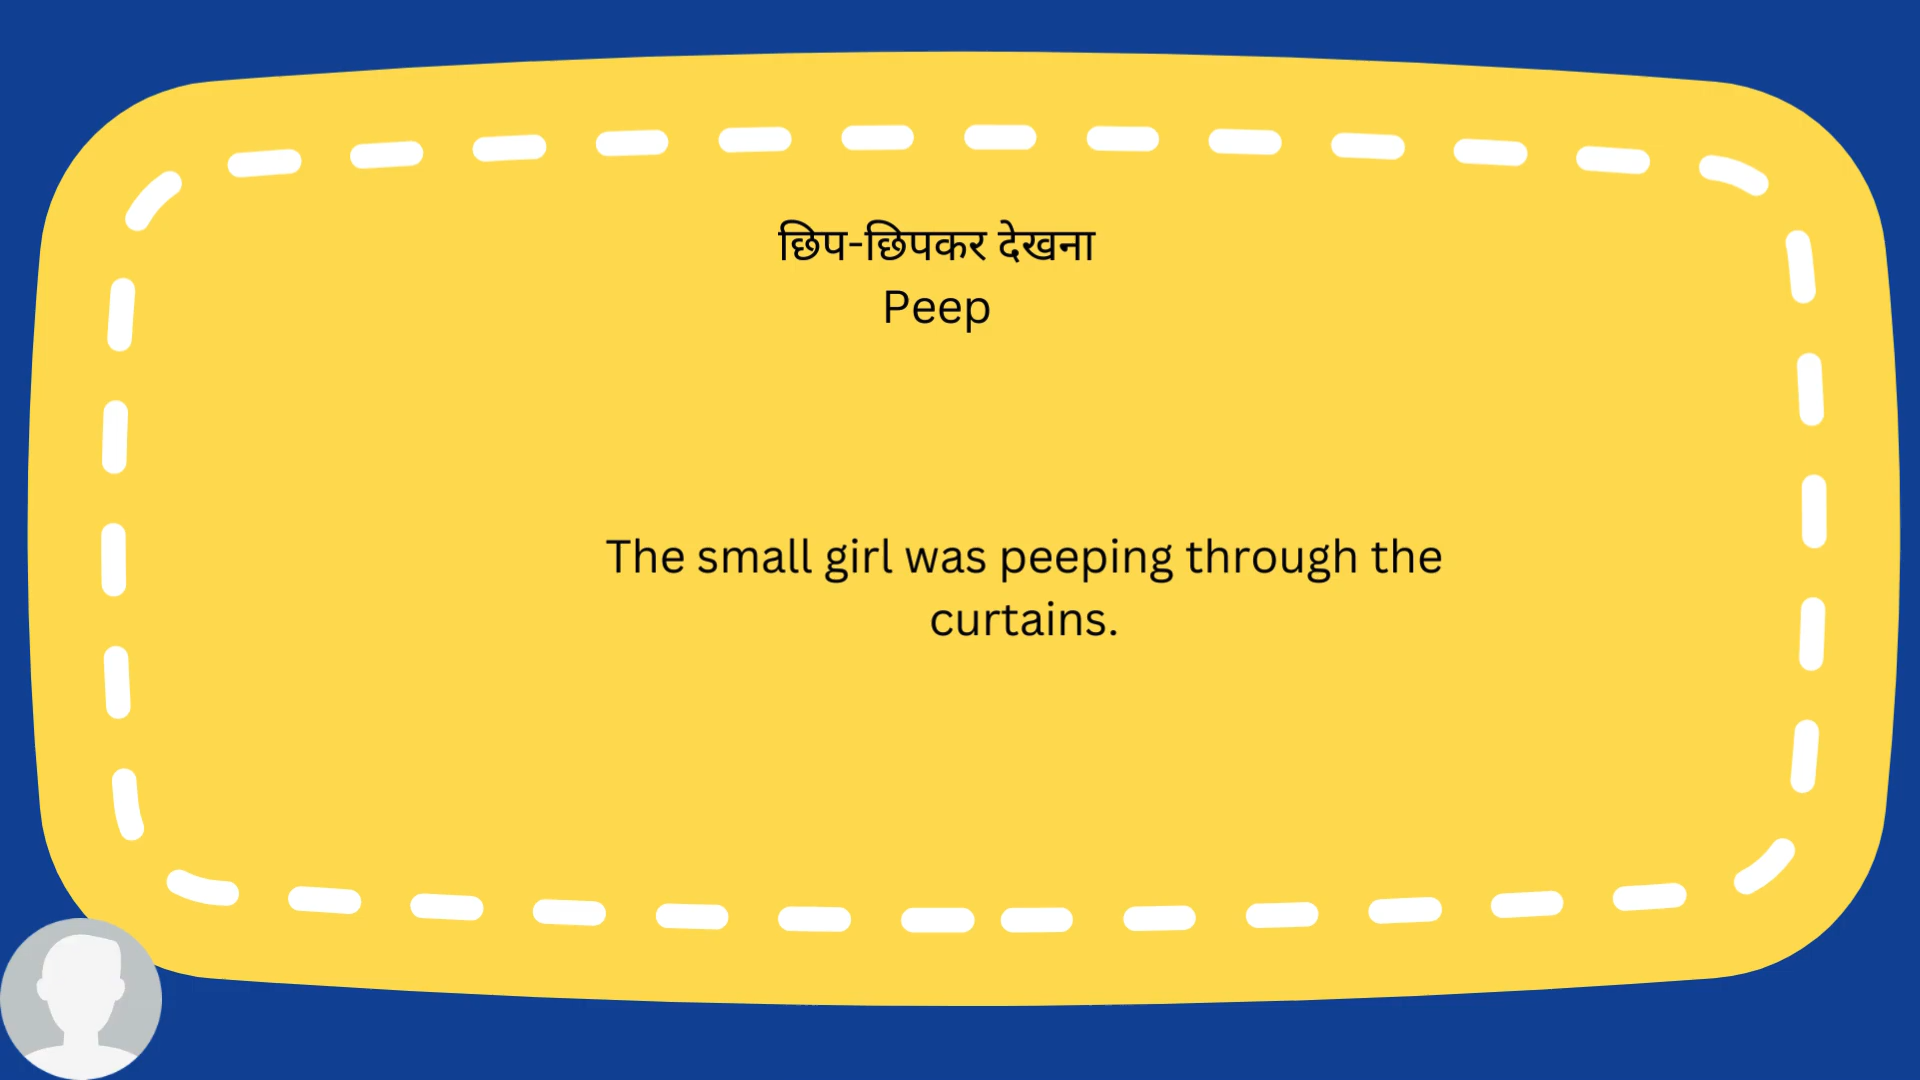 छिप-छिपकर देखना
Peep
The small girl was peeping through the
curtains.